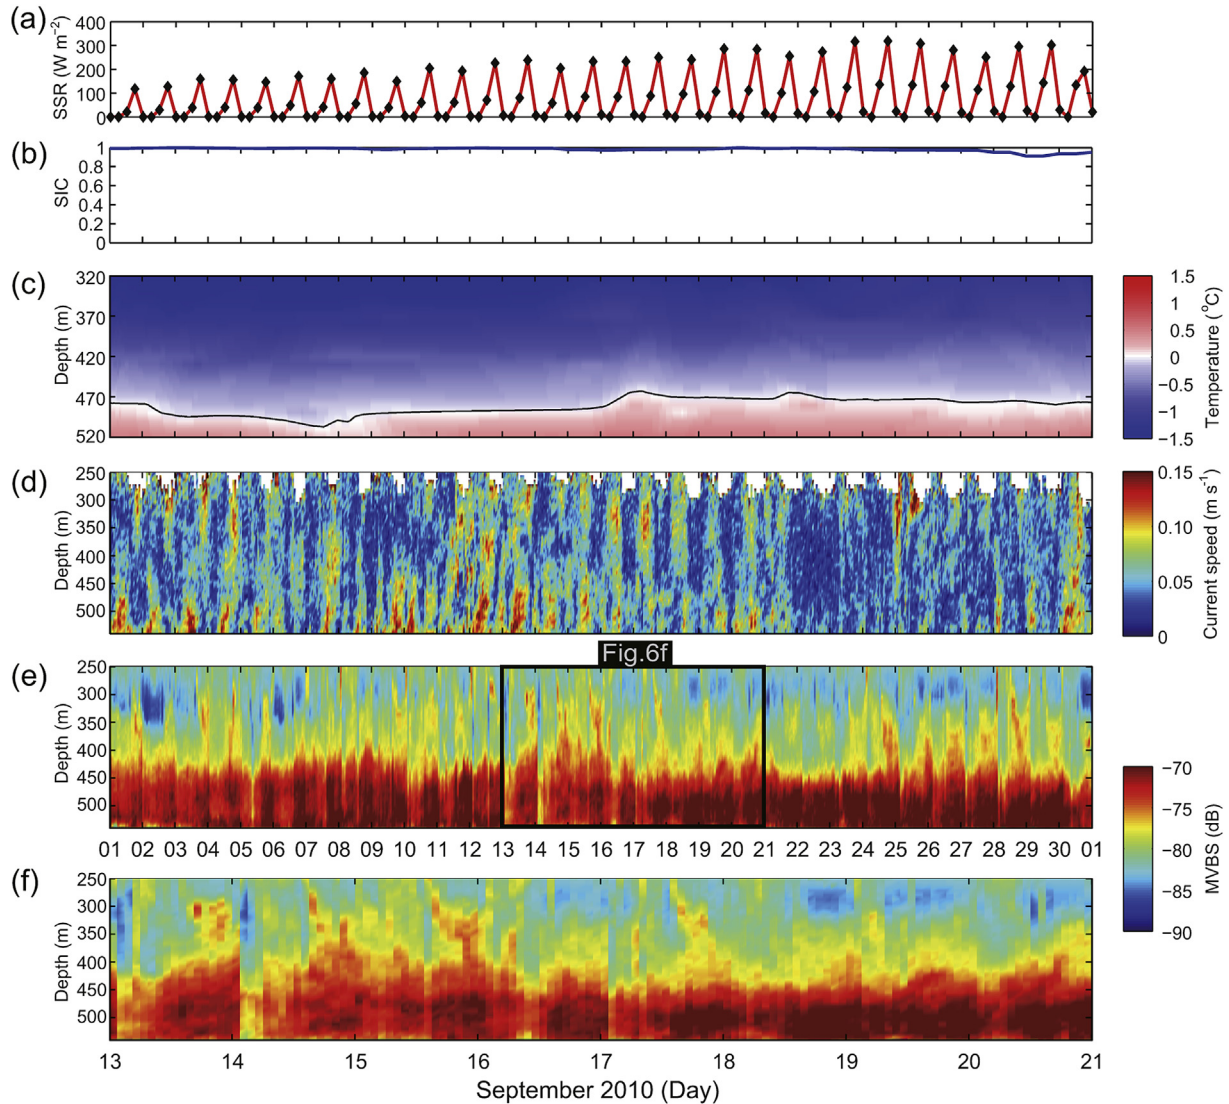 (a)
SSR (W m⁻²)
400
300
200
100
0
(b)
SIC
1
0.8
0.6
0.4
0.2
0
(c)
Depth (m)
320
370
420
470
520
1.5
1
0.5
0
−0.5
−1
−1.5
Temperature (°C)
(d)
Depth (m)
250
300
350
400
450
500
0.15
0.10
0.05
0
Current speed (m s⁻¹)
Fig.6f
(e)
Depth (m)
250
300
350
400
450
500
01 02 03 04 05 06 07 08 09 10 11 12 13 14 15 16 17 18 19 20 21 22 23 24 25 26 27 28 29 30 01
−70
−75
−80
−85
−90
MVBS (dB)
(f)
Depth (m)
250
300
350
400
450
500
13 14 15 16 17 18 19 20 21
September 2010 (Day)